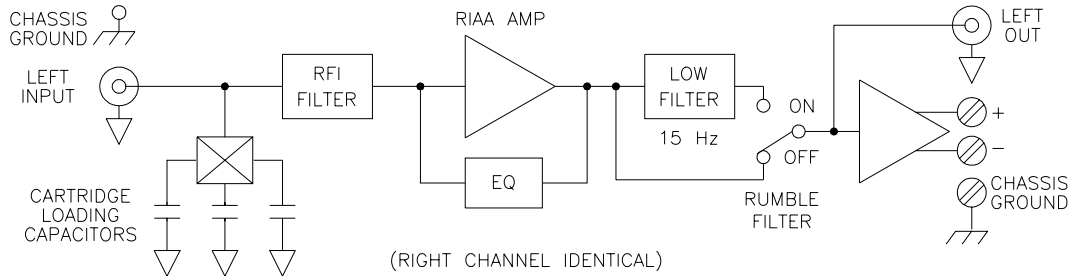 CHASSIS
GROUND
RIAA AMP
LEFT
OUT
LEFT
INPUT
RFI
FILTER
LOW
FILTER
15 Hz
ON
OFF
+
−
EQ
RUMBLE
FILTER
CHASSIS
GROUND
CARTRIDGE
LOADING
CAPACITORS
(RIGHT CHANNEL IDENTICAL)